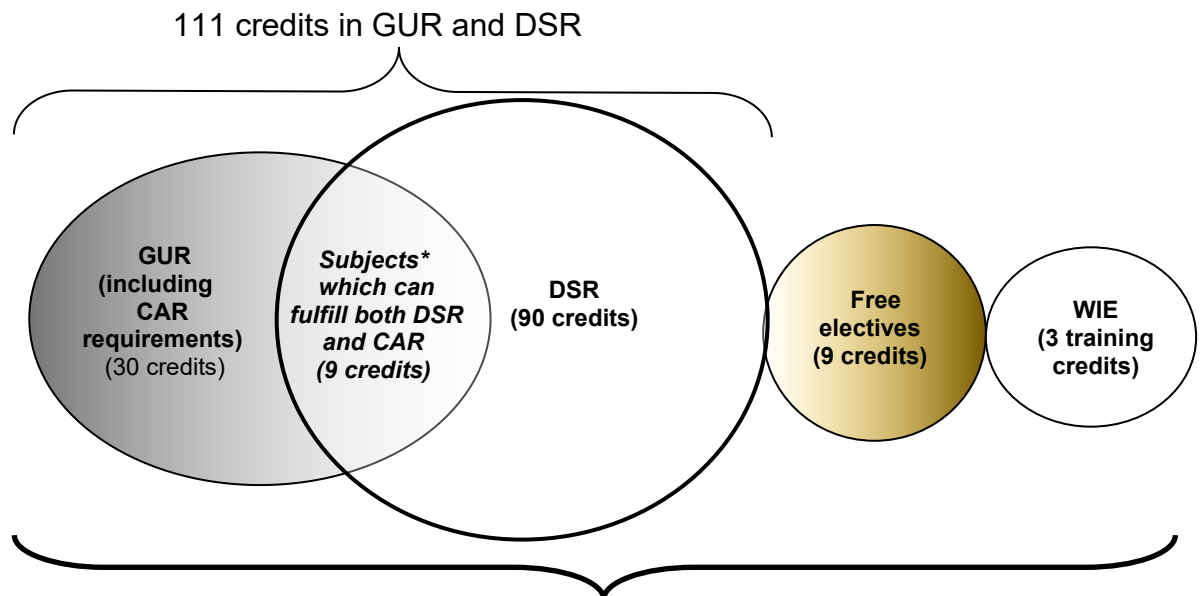 111 credits in GUR and DSR
GUR
(including
CAR
requirements)
(30 credits)
Subjects*
which can
fulfill both DSR
and CAR
(9 credits)
DSR
(90 credits)
Free
electives
(9 credits)
WIE
(3 training
credits)